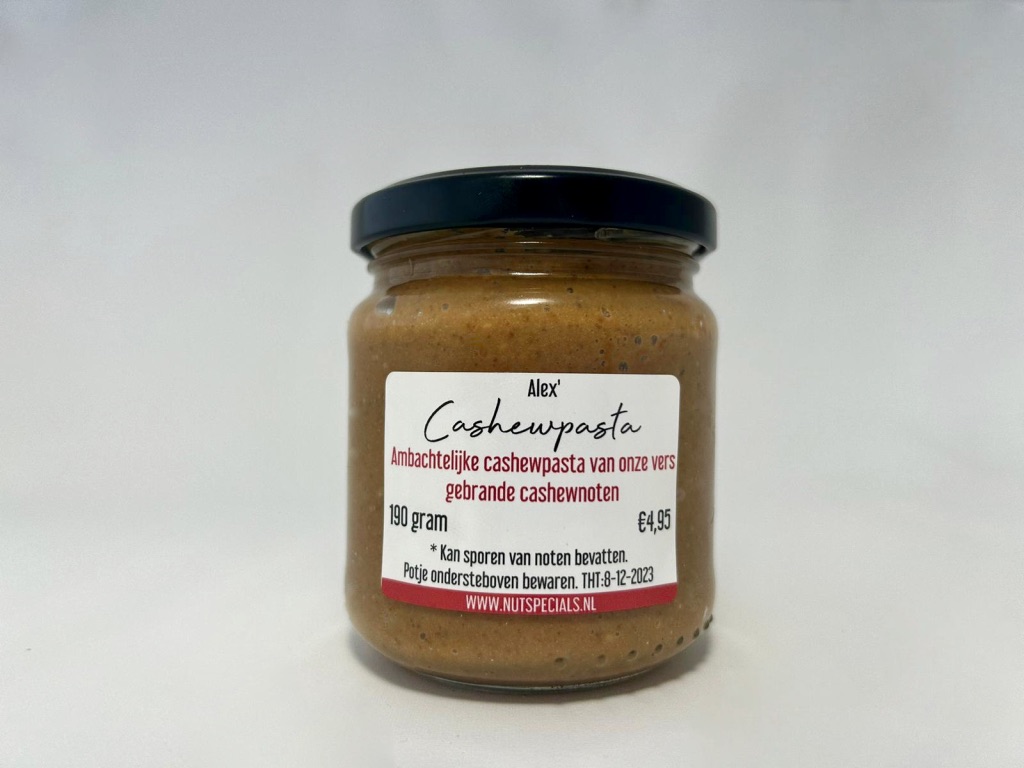 Alex'
Cashewpasta
Ambachtelijke cashewpasta van onze vers
gebrande cashewnoten
190 gram €4,95
* Kan sporen van noten bevatten.
Potje ondersteboven bewaren. THT:8-12-2023
WWW.NUTSPECIALS.NL